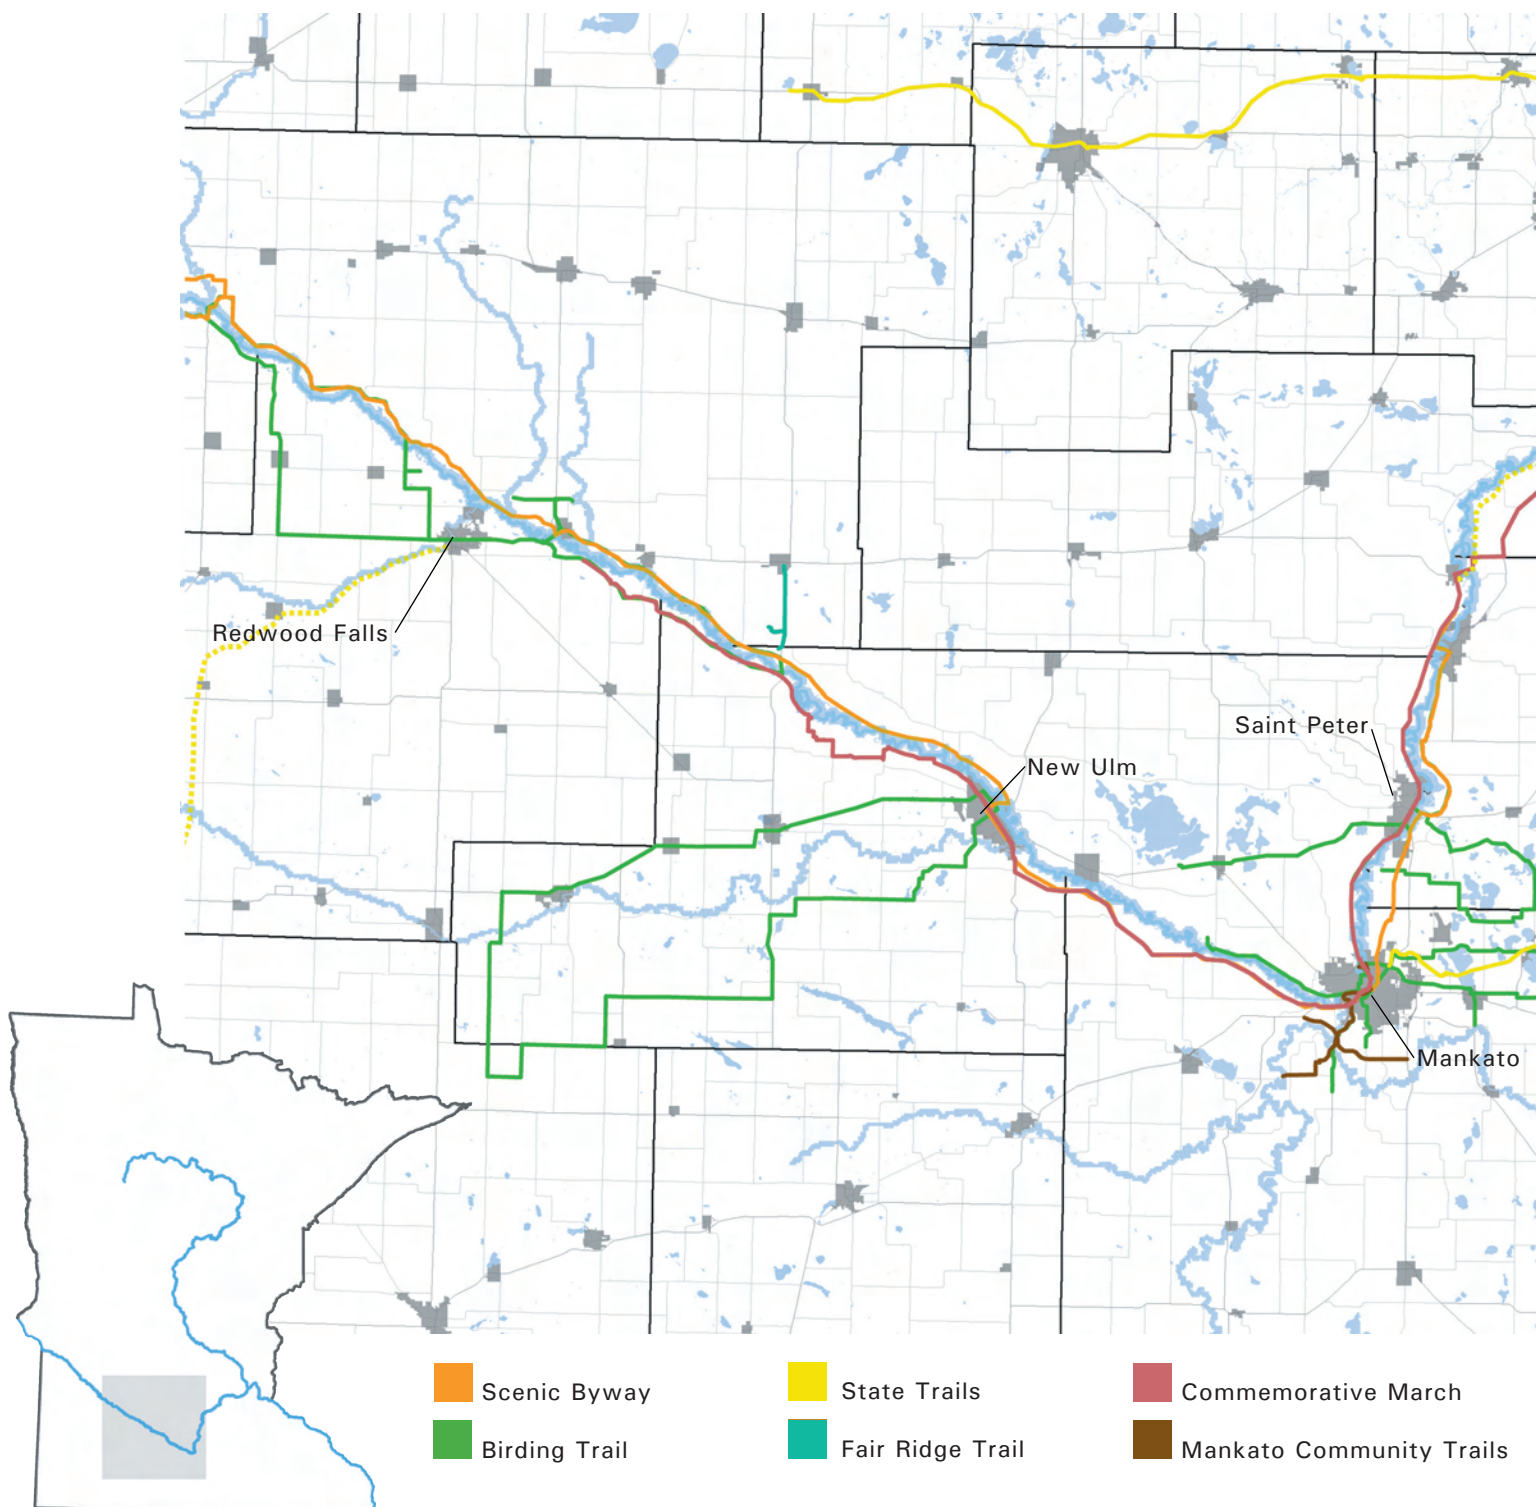 Redwood Falls
Saint Peter
New Ulm
Mankato
Scenic Byway
State Trails
Commemorative March
Birding Trail
Fair Ridge Trail
Mankato Community Trails